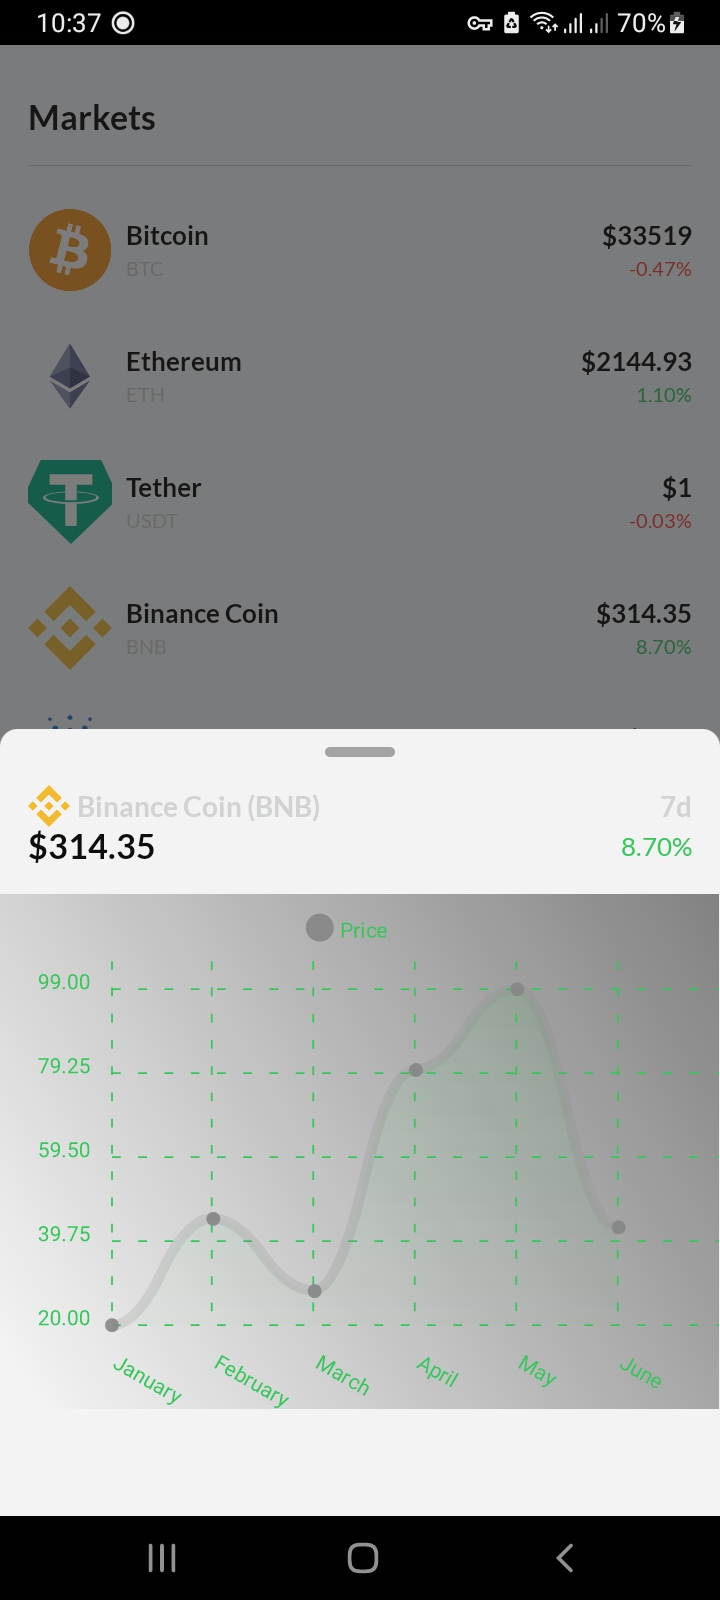 10:37 70%
Markets
Bitcoin $33519
BTC -0.47%
Ethereum $2144.93
ETH 1.10%
Tether $1
USDT -0.03%
Binance Coin $314.35
BNB 8.70%
Binance Coin (BNB) 7d
$314.35 8.70%
Price
99.00
79.25
59.50
39.75
20.00
January February March April May June